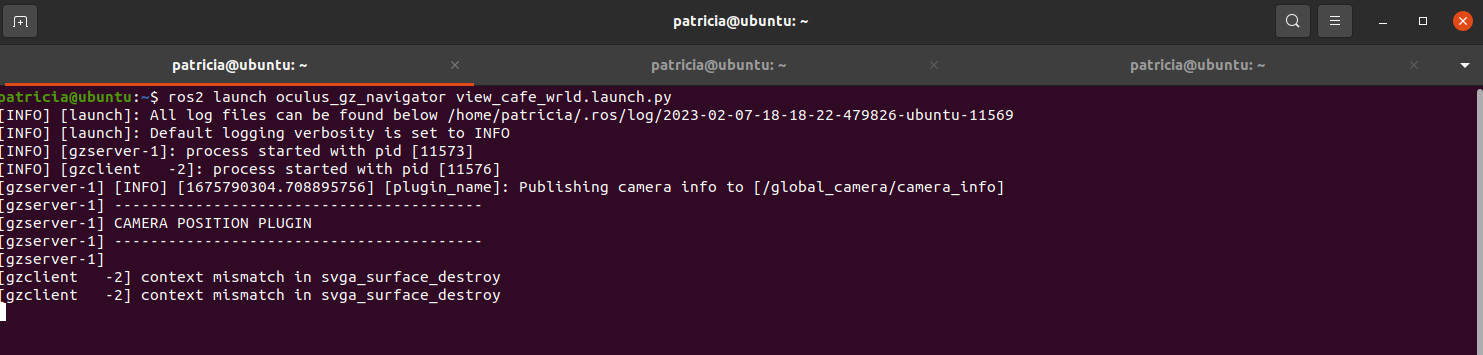 patricia@ubuntu: ~
patricia@ubuntu: ~
patricia@ubuntu: ~
patricia@ubuntu: ~
patricia@ubuntu:~$ ros2 launch oculus_gz_navigator view_cafe_wrld.launch.py
[INFO] [launch]: All log files can be found below /home/patricia/.ros/log/2023-02-07-18-18-22-479826-ubuntu-11569
[INFO] [launch]: Default logging verbosity is set to INFO
[INFO] [gzserver-1]: process started with pid [11573]
[INFO] [gzclient   -2]: process started with pid [11576]
[gzserver-1] [INFO] [1675790304.708895756] [plugin_name]: Publishing camera info to [/global_camera/camera_info]
[gzserver-1] -----------------------------------------
[gzserver-1] CAMERA POSITION PLUGIN
[gzserver-1] -----------------------------------------
[gzserver-1]
[gzclient   -2] context mismatch in svga_surface_destroy
[gzclient   -2] context mismatch in svga_surface_destroy